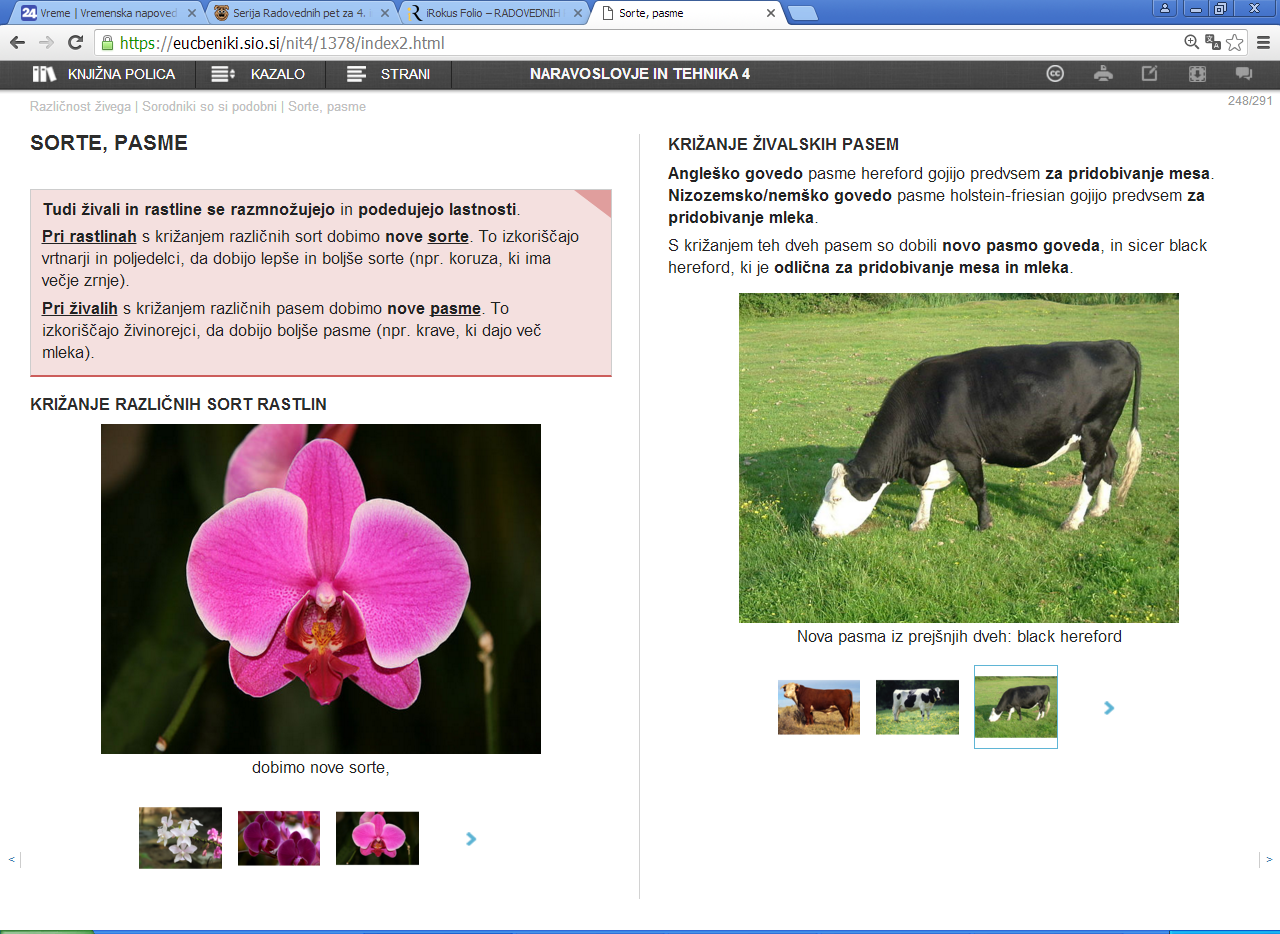 Vreme | Vremenska napoved
Serija Radovednih pet za 4.
iRokus Folio – RADOVEDNIH
Sorte, pasme
https://eucbeniki.sio.si/nit4/1378/index2.html
KNJIŽNA POLICA
KAZALO
STRANI
NARAVOSLOVJE IN TEHNIKA 4
Različnost živega | Sorodniki so si podobni | Sorte, pasme
248/291
SORTE, PASME
Tudi živali in rastline se razmnožujejo in podedujejo lastnosti.
Pri rastlinah s križanjem različnih sort dobimo nove sorte. To izkoriščajo
vrtnarji in poljedelci, da dobijo lepše in boljše sorte (npr. koruza, ki ima
večje zrnje).
Pri živalih s križanjem različnih pasem dobimo nove pasme. To
izkoriščajo živinorejci, da dobijo boljše pasme (npr. krave, ki dajo več
mleka).
KRIŽANJE RAZLIČNIH SORT RASTLIN
dobimo nove sorte,
KRIŽANJE ŽIVALSKIH PASEM
Angleško govedo pasme hereford gojijo predvsem za pridobivanje mesa.
Nizozemsko/nemško govedo pasme holstein-friesian gojijo predvsem za
pridobivanje mleka.
S križanjem teh dveh pasem so dobili novo pasmo goveda, in sicer black
hereford, ki je odlična za pridobivanje mesa in mleka.
Nova pasma iz prejšnjih dveh: black hereford
<
>